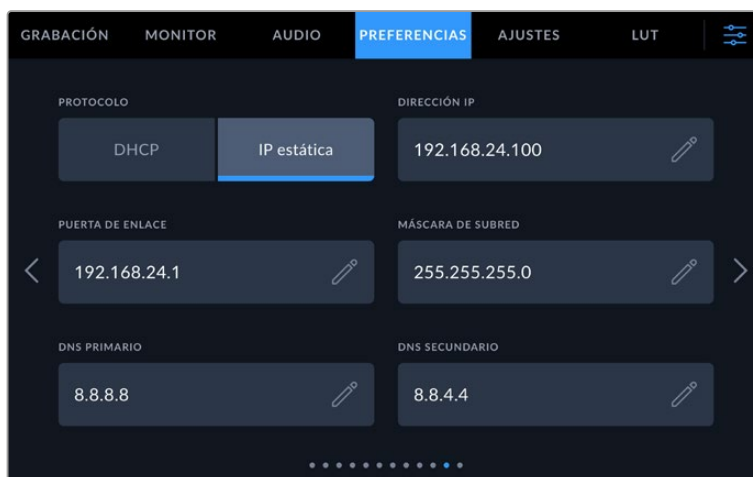 GRABACIÓN MONITOR AUDIO PREFERENCIAS AJUSTES LUT
PROTOCOLO
DHCP IP estática
DIRECCIÓN IP
192.168.24.100
PUERTA DE ENLACE
192.168.24.1
MÁSCARA DE SUBRED
255.255.255.0
DNS PRIMARIO
8.8.8.8
DNS SECUNDARIO
8.8.4.4